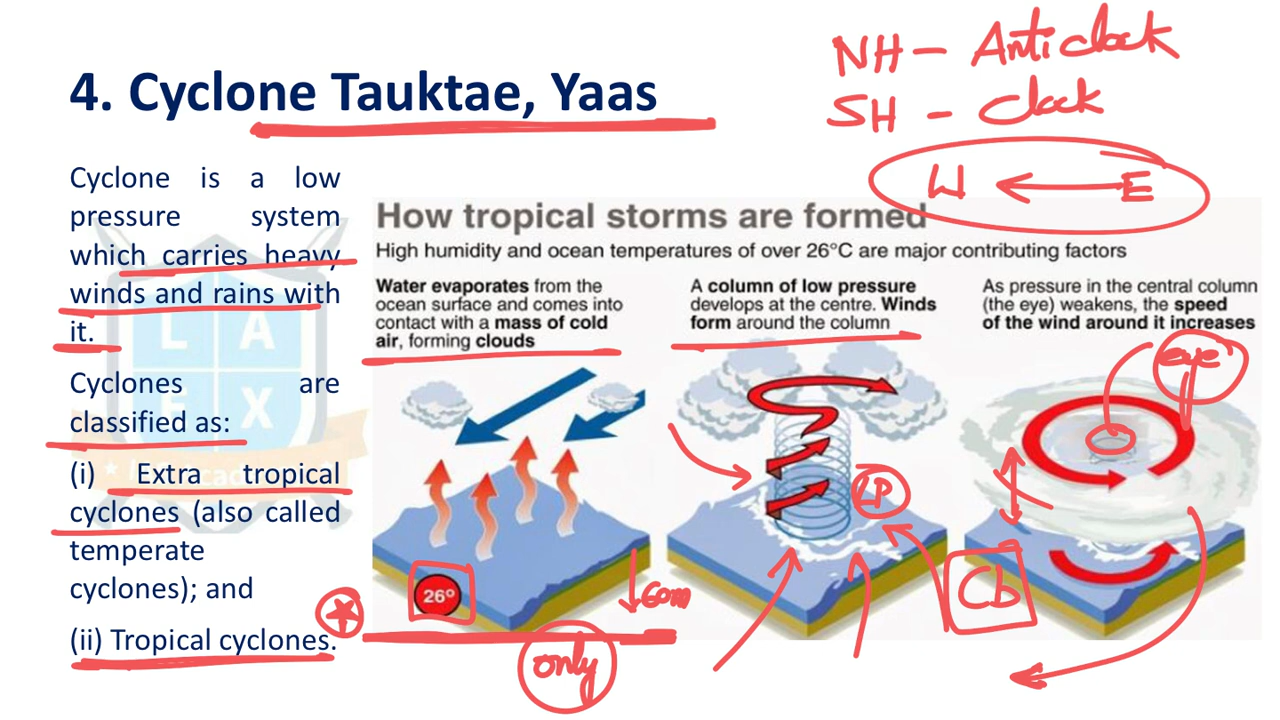 NH - Anticlock
SH - Clock
W ← E
4. Cyclone Tauktae, Yaas
Cyclone is a low
pressure system
which carries heavy
winds and rains with
it.
Cyclones are
classified as:
(i) Extra tropical
cyclones (also called
temperate
cyclones); and
(ii) Tropical cyclones.
How tropical storms are formed
High humidity and ocean temperatures of over 26°C are major contributing factors
Water evaporates from the
ocean surface and comes into
contact with a mass of cold
air, forming clouds
26°
60m
only
A column of low pressure
develops at the centre. Winds
form around the column
LP
Cb
As pressure in the central column
(the eye) weakens, the speed
of the wind around it increases
eye
L A
E X